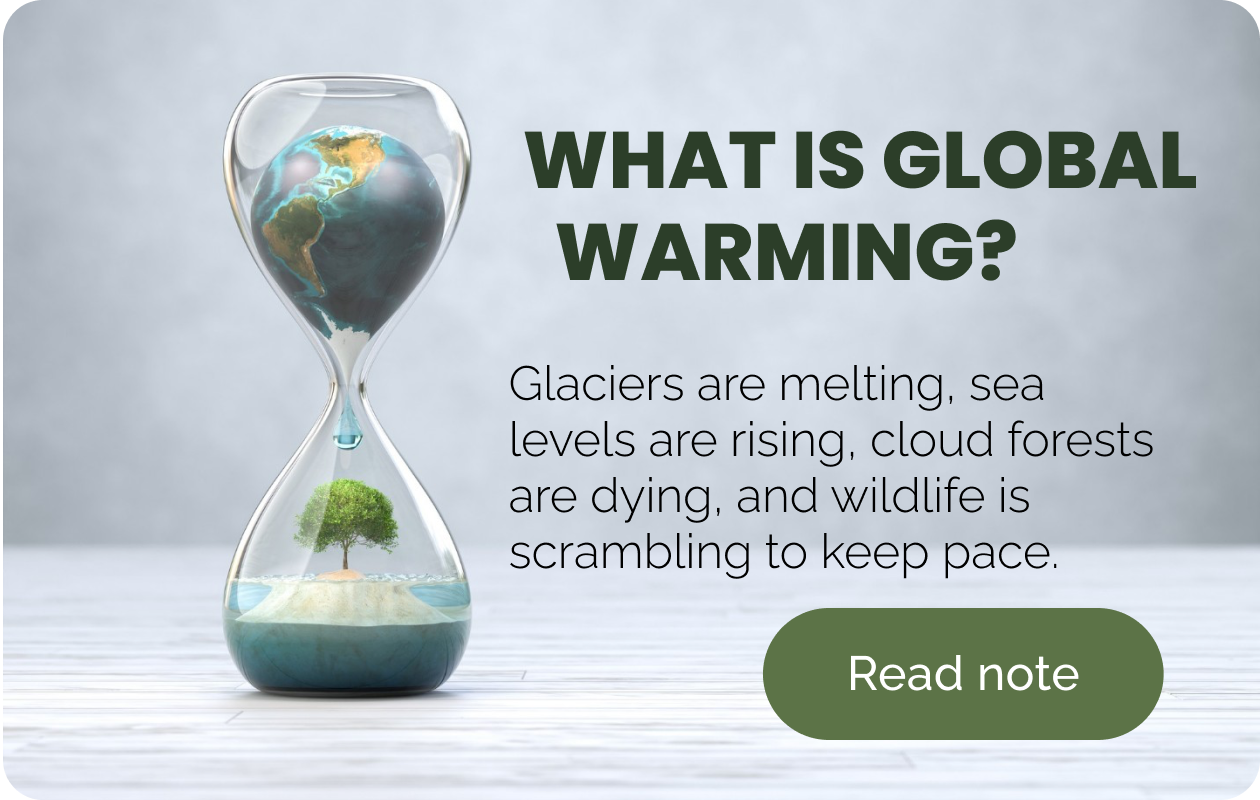 WHAT IS GLOBAL
WARMING?
Glaciers are melting, sea
levels are rising, cloud forests
are dying, and wildlife is
scrambling to keep pace.
Read note